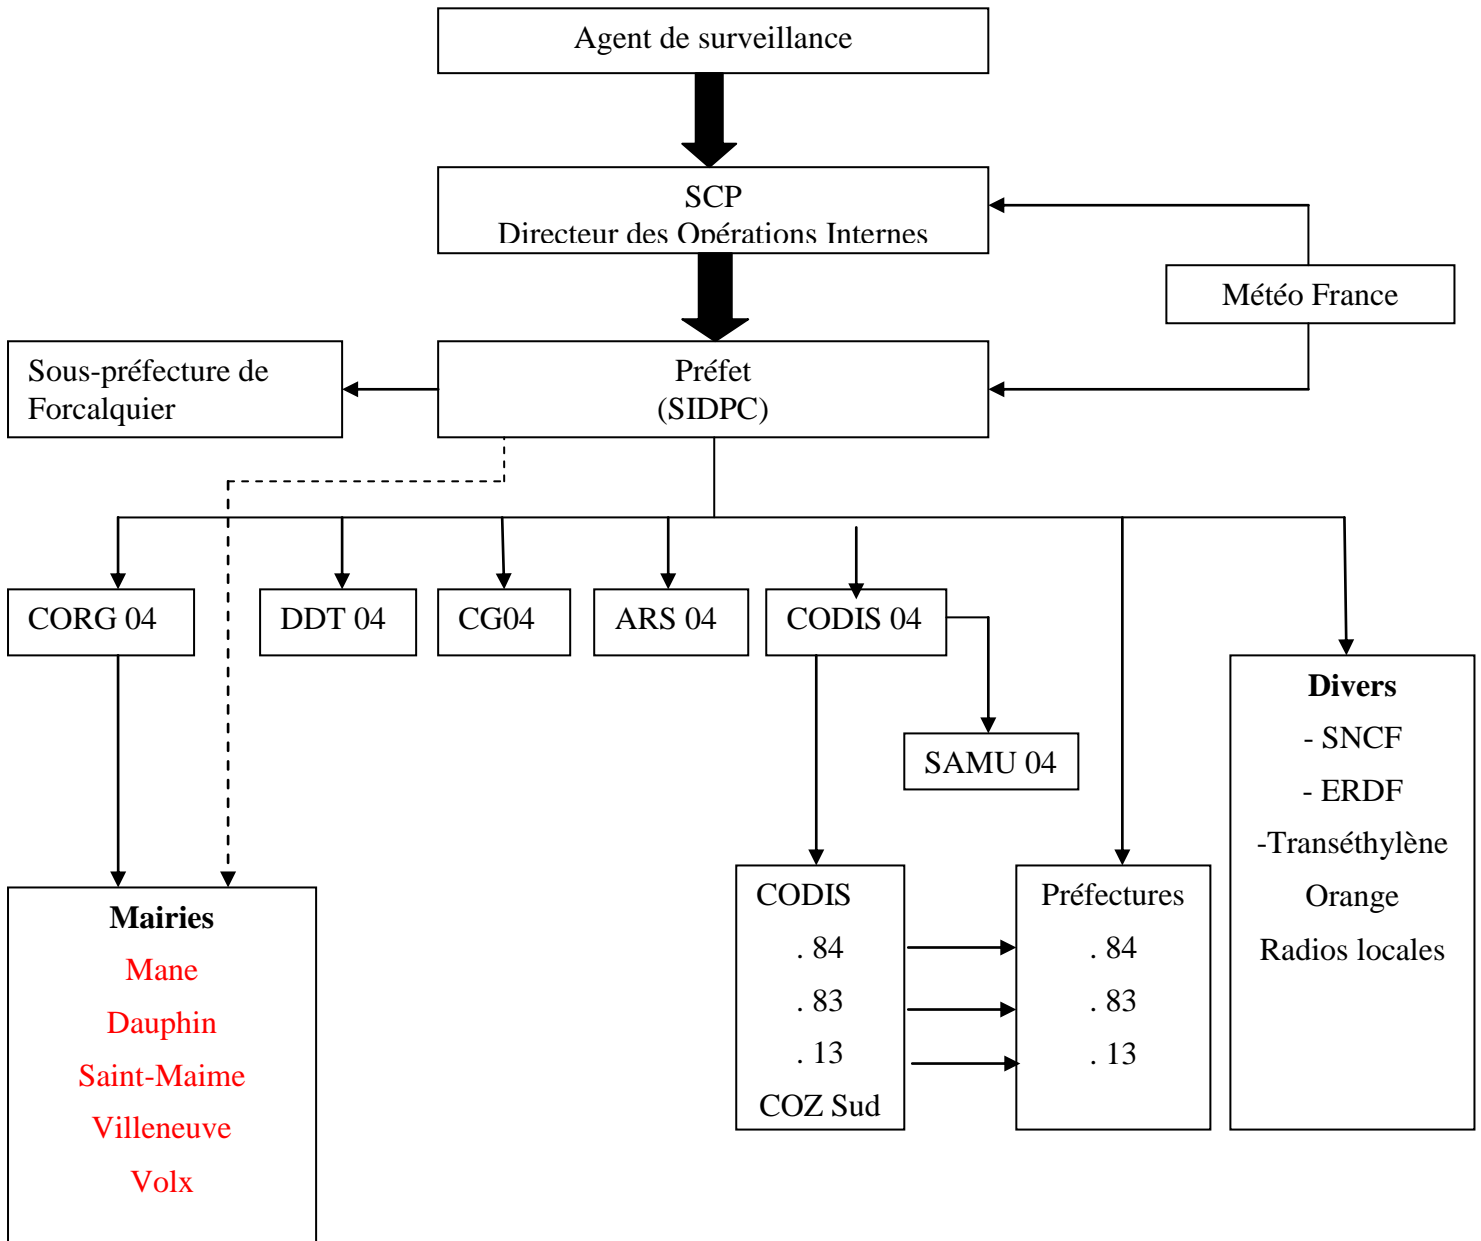 Agent de surveillance
SCP
Directeur des Opérations Internes
Météo France
Sous-préfecture de
Forcalquier
Préfet
(SIDPC)
CORG 04
DDT 04
CG04
ARS 04
CODIS 04
SAMU 04
Mairies
Mane
Dauphin
Saint-Maime
Villeneuve
Volx
CODIS
. 84
. 83
. 13
COZ Sud
Préfectures
. 84
. 83
. 13
Divers
- SNCF
- ERDF
-Transéthylène
Orange
Radios locales